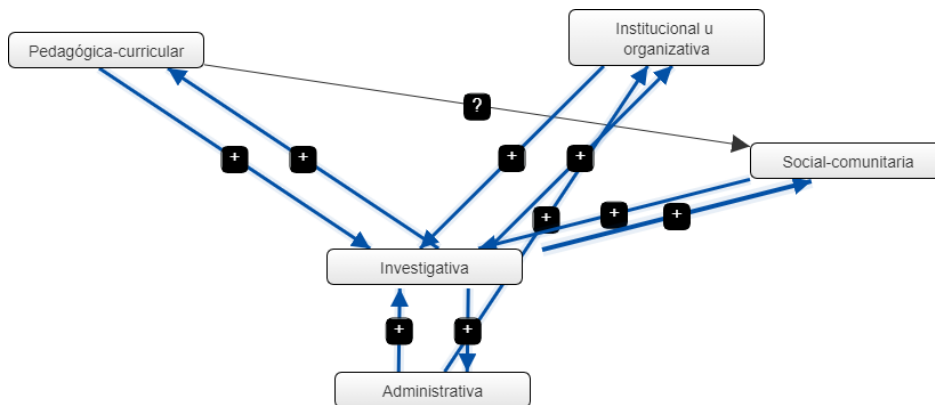 Institucional u
organizativa
Pedagógica-curricular
?
+
+
+
+
Social-comunitaria
+
+
+
Investigativa
+
+
Administrativa